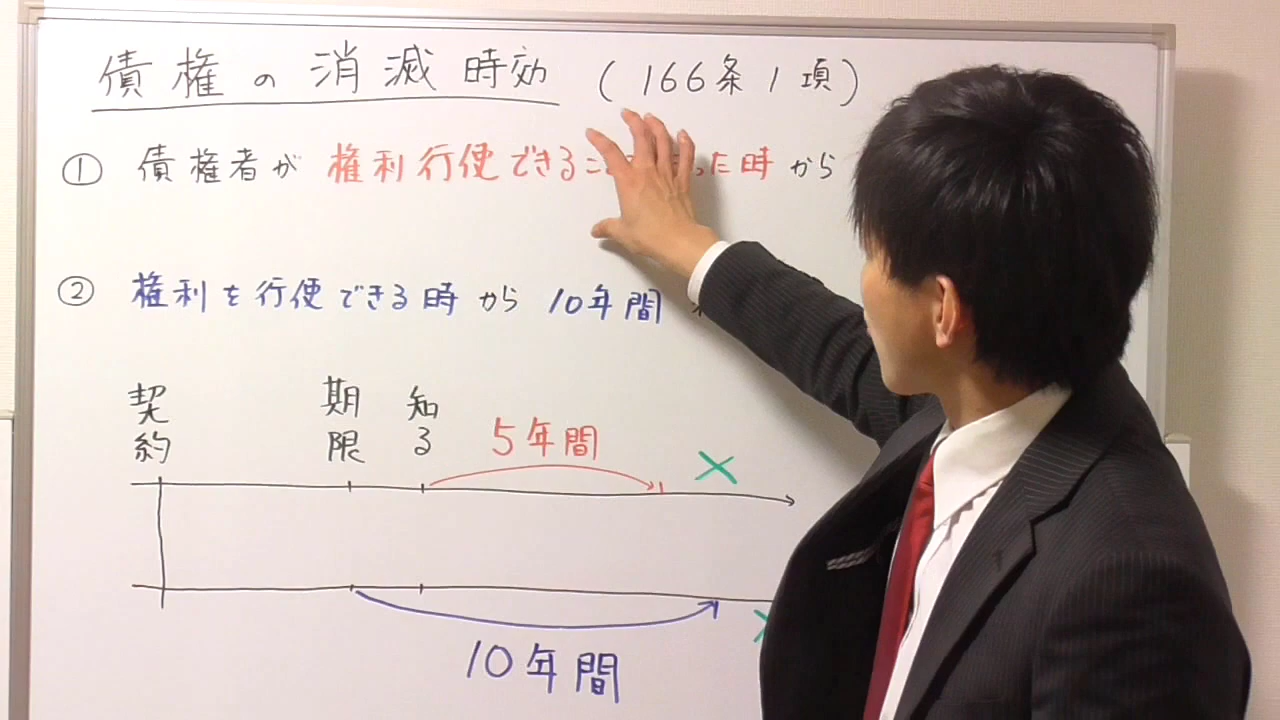 債権の消滅時効 (166条1項)
① 債権者が 権利行使できるこ った時 から
② 権利を行使できる時 から 10年間
契約 期限 知る 5年間 ×
10年間